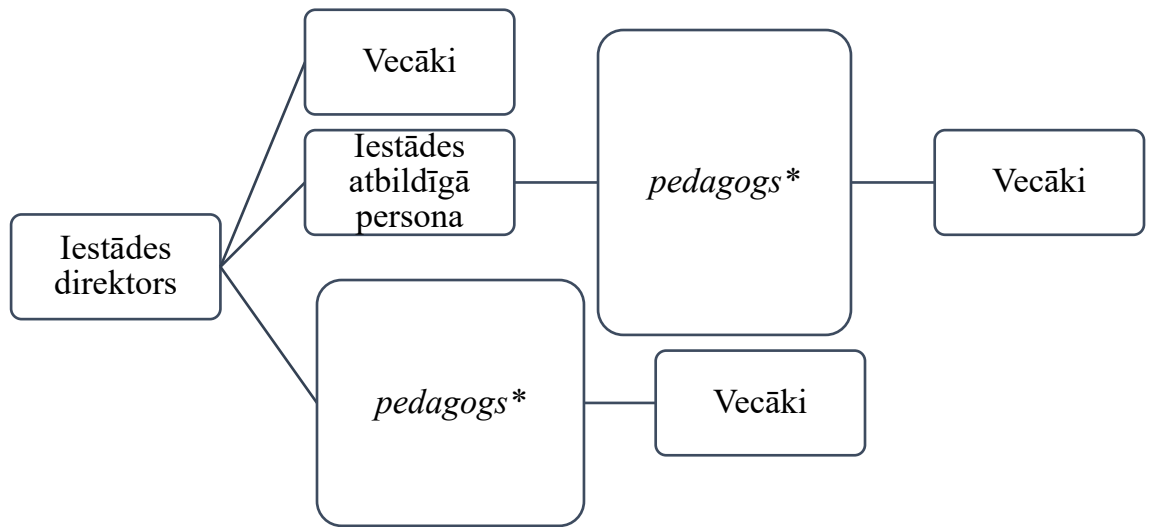 Vecāki
Iestādes
atbildīgā
persona
pedagogs*
Vecāki
Iestādes
direktors
pedagogs*
Vecāki